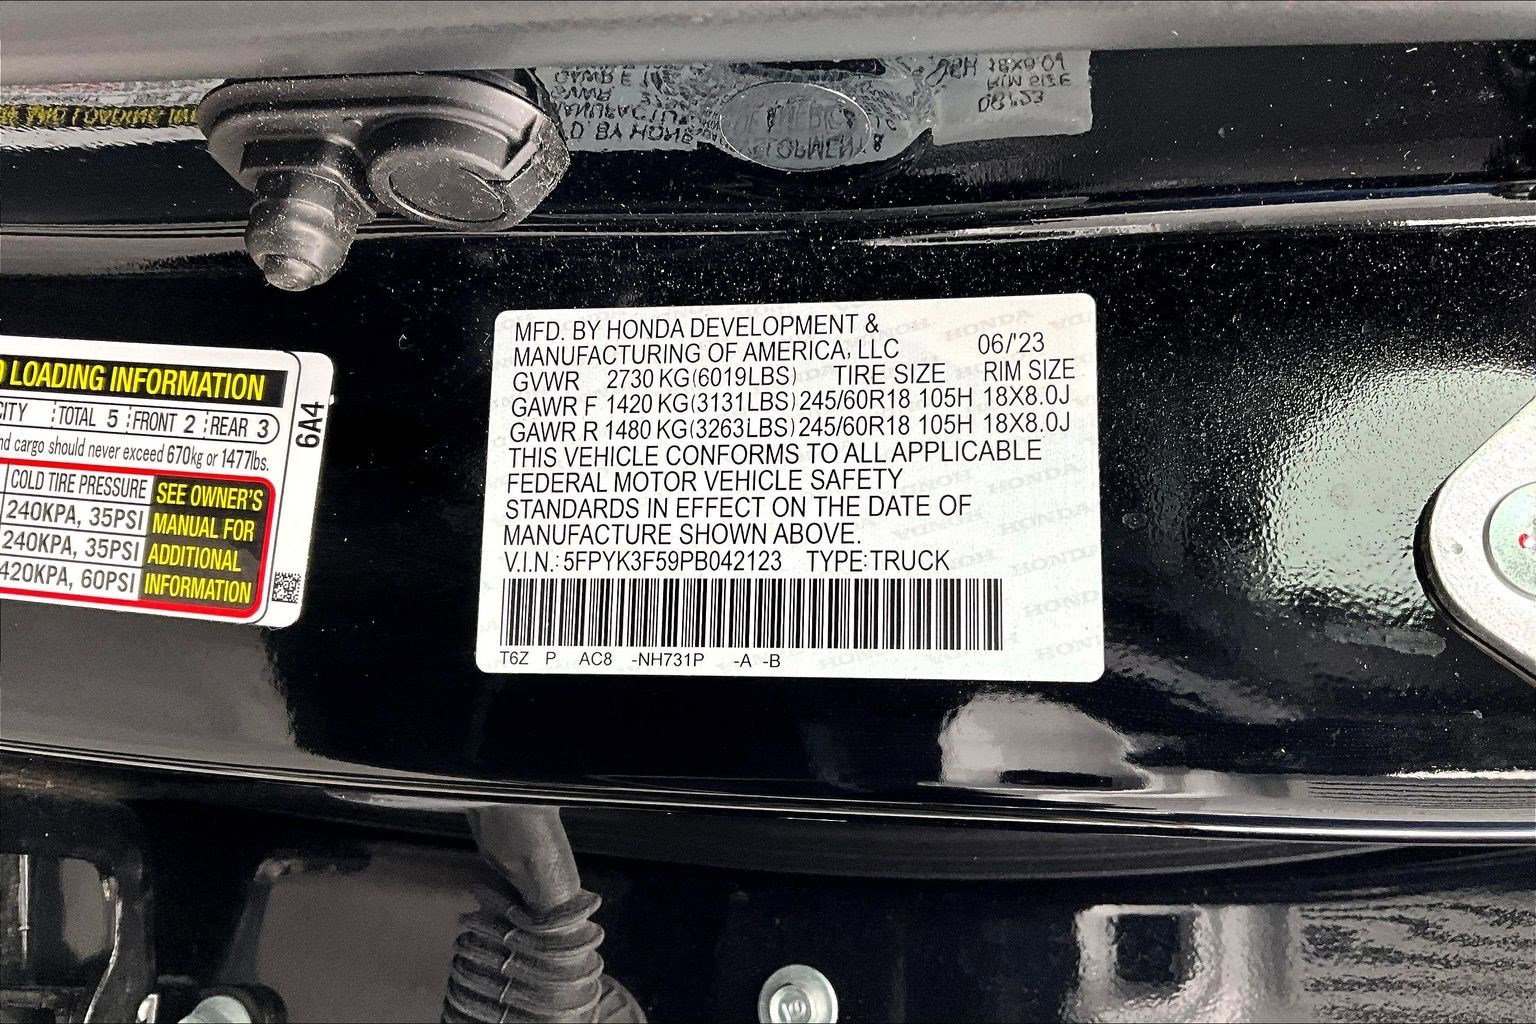 LOADING INFORMATION
TOTAL 5 FRONT 2 REAR 3
cargo should never exceed 670kg or 1477lbs.
COLD TIRE PRESSURE
240KPA, 35PSI
240KPA, 35PSI
420KPA, 60PSI
SEE OWNER'S
MANUAL FOR
ADDITIONAL
INFORMATION
6A4
MFD. BY HONDA DEVELOPMENT &
MANUFACTURING OF AMERICA, LLC 06/'23
GVWR 2730 KG(6019LBS) TIRE SIZE RIM SIZE
GAWR F 1420 KG(3131LBS) 245/60R18 105H 18X8.0J
GAWR R 1480 KG(3263LBS) 245/60R18 105H 18X8.0J
THIS VEHICLE CONFORMS TO ALL APPLICABLE
FEDERAL MOTOR VEHICLE SAFETY
STANDARDS IN EFFECT ON THE DATE OF
MANUFACTURE SHOWN ABOVE.
V.I.N.: 5FPYK3F59PB042123 TYPE:TRUCK
T6Z P AC8 -NH731P -A -B